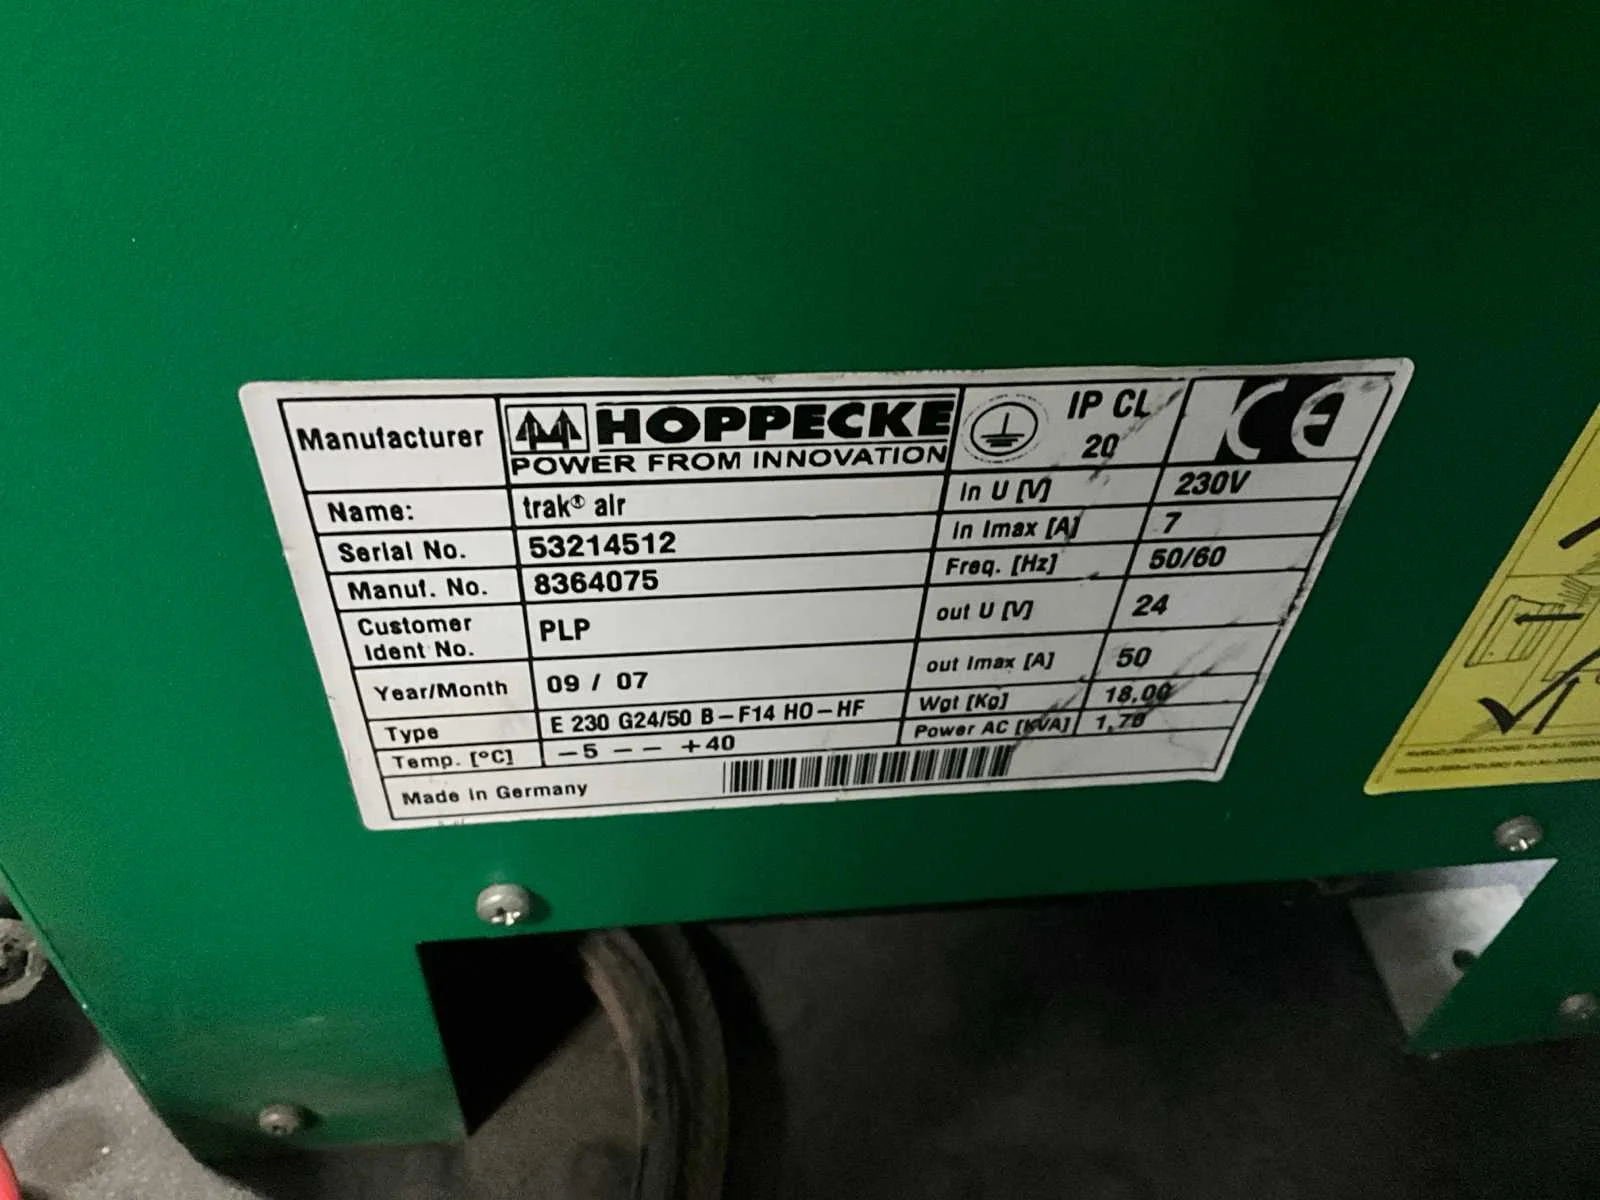 Manufacturer HOPPECKE IP CL CE
POWER FROM INNOVATION 20
Name: trak® air In U [V] 230V
Serial No. 53214512 in Imax [A] 7
Manuf. No. 8364075 Freq. [Hz] 50/60
Customer
Ident No. PLP out U [V] 24
Year/Month 09 / 07 out Imax [A] 50
Type E 230 G24/50 B-F14 HO-HF Wgt [Kg] 18,00
Temp. [°C] -5 -- +40 Power AC [KVA] 1,70
Made in Germany